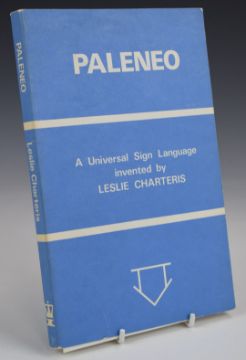 PALENEO
Leslie Charteris
PALENEO
A Universal Sign Language
invented by
LESLIE CHARTERIS